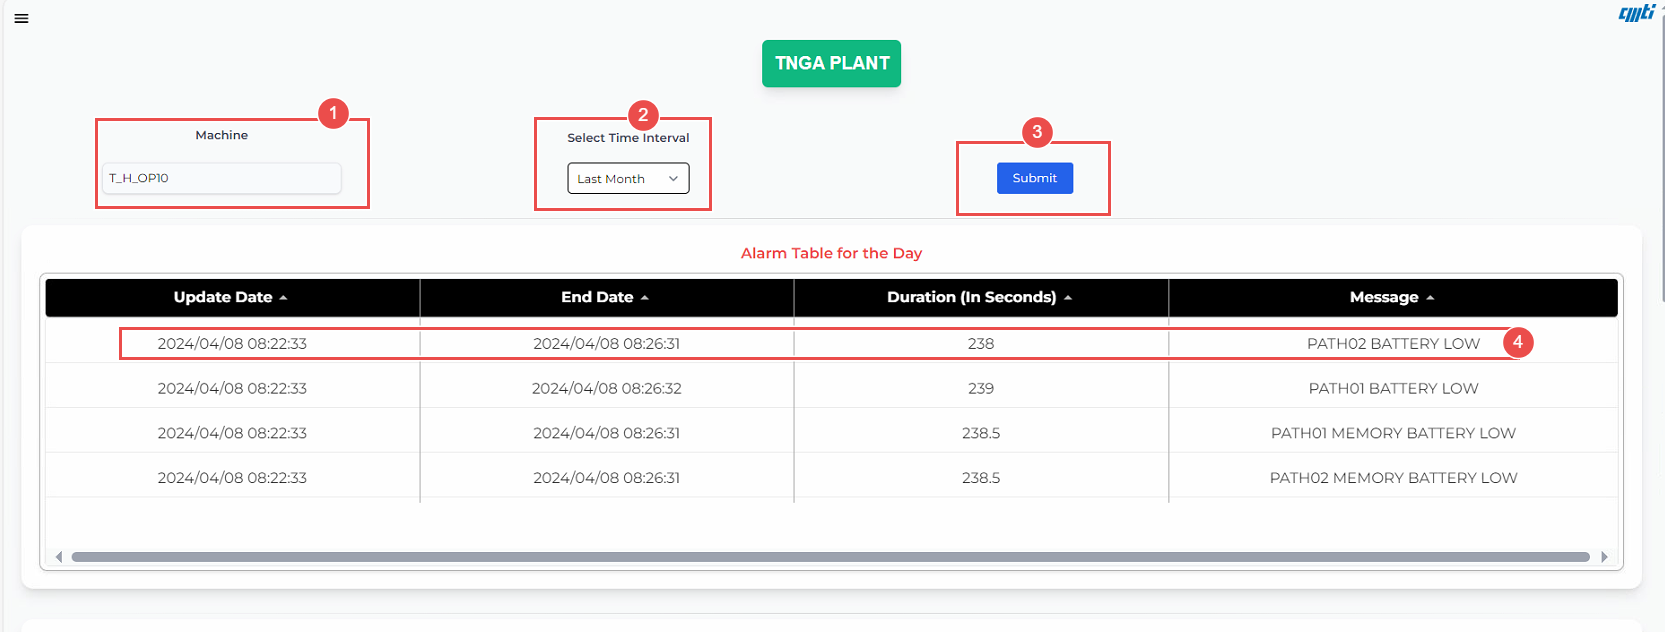 cmti
TNGA PLANT
1
2
3
Machine
Select Time Interval
T_H_OP10
Last Month
Submit
Alarm Table for the Day
Update Date End Date Duration (In Seconds) Message
2024/04/08 08:22:33 2024/04/08 08:26:31 238 PATH02 BATTERY LOW 4
2024/04/08 08:22:33 2024/04/08 08:26:32 239 PATH01 BATTERY LOW
2024/04/08 08:22:33 2024/04/08 08:26:31 238.5 PATH01 MEMORY BATTERY LOW
2024/04/08 08:22:33 2024/04/08 08:26:31 238.5 PATH02 MEMORY BATTERY LOW